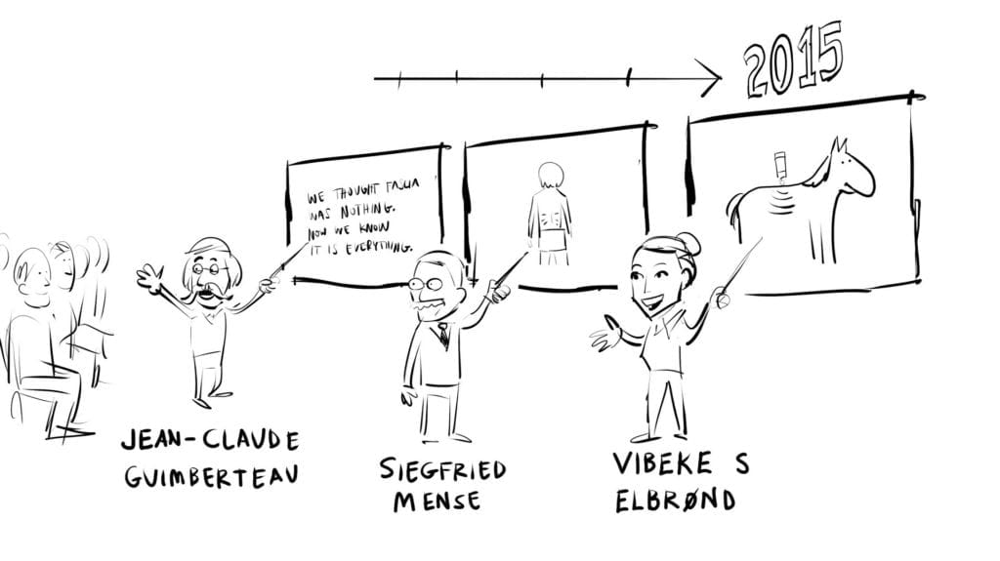 2015
WE THOUGHT FASCIA
WAS NOTHING.
NOW WE KNOW
IT IS EVERYTHING.
JEAN-CLAUDE
GUIMBERTEAU
SIEGFRIED
MENSE
VIBEKE S
ELBRØND